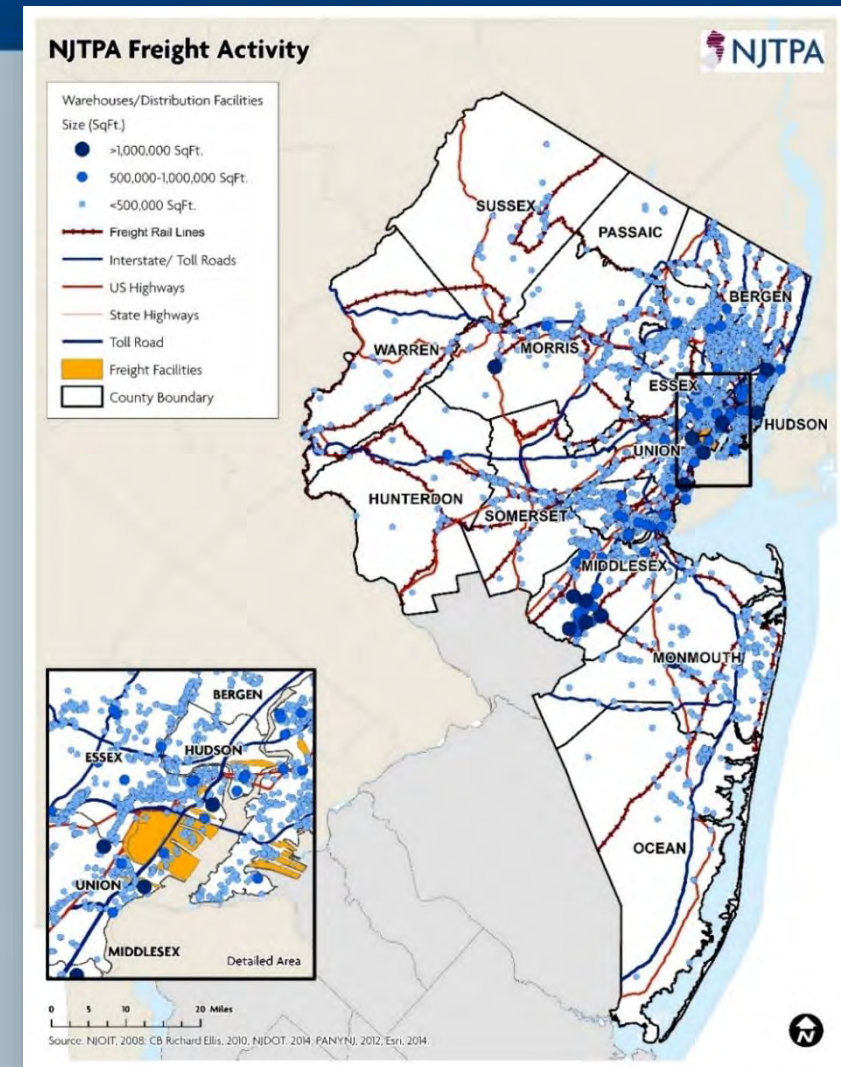 NJTPA Freight Activity
NJTPA
Warehouses/Distribution Facilities
Size (SqFt.)
>1,000,000 SqFt.
500,000-1,000,000 SqFt.
<500,000 SqFt.
Freight Rail Lines
Interstate/ Toll Roads
US Highways
State Highways
Toll Road
Freight Facilities
County Boundary
SUSSEX
PASSAIC
BERGEN
WARREN
MORRIS
ESSEX
HUDSON
UNION
HUNTERDON
SOMERSET
MIDDLESEX
MONMOUTH
OCEAN
BERGEN
HUDSON
ESSEX
UNION
MIDDLESEX
Detailed Area
0 5 10 20 Miles
Source: NJOIT, 2008; CB Richard Ellis, 2010, NJDOT, 2014, PANYNJ, 2012, Esri, 2014.
N